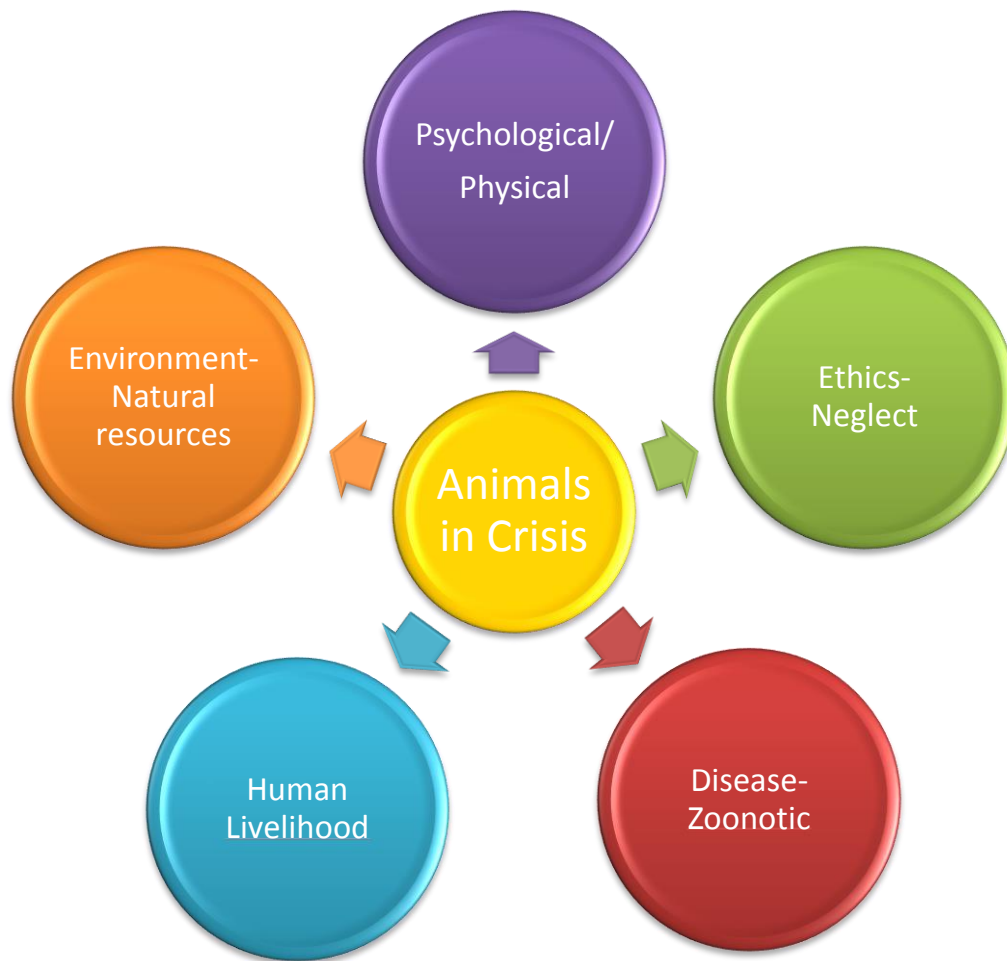 Psychological/
Physical
Environment-
Natural
resources
Ethics-
Neglect
Animals
in Crisis
Human
Livelihood
Disease-
Zoonotic